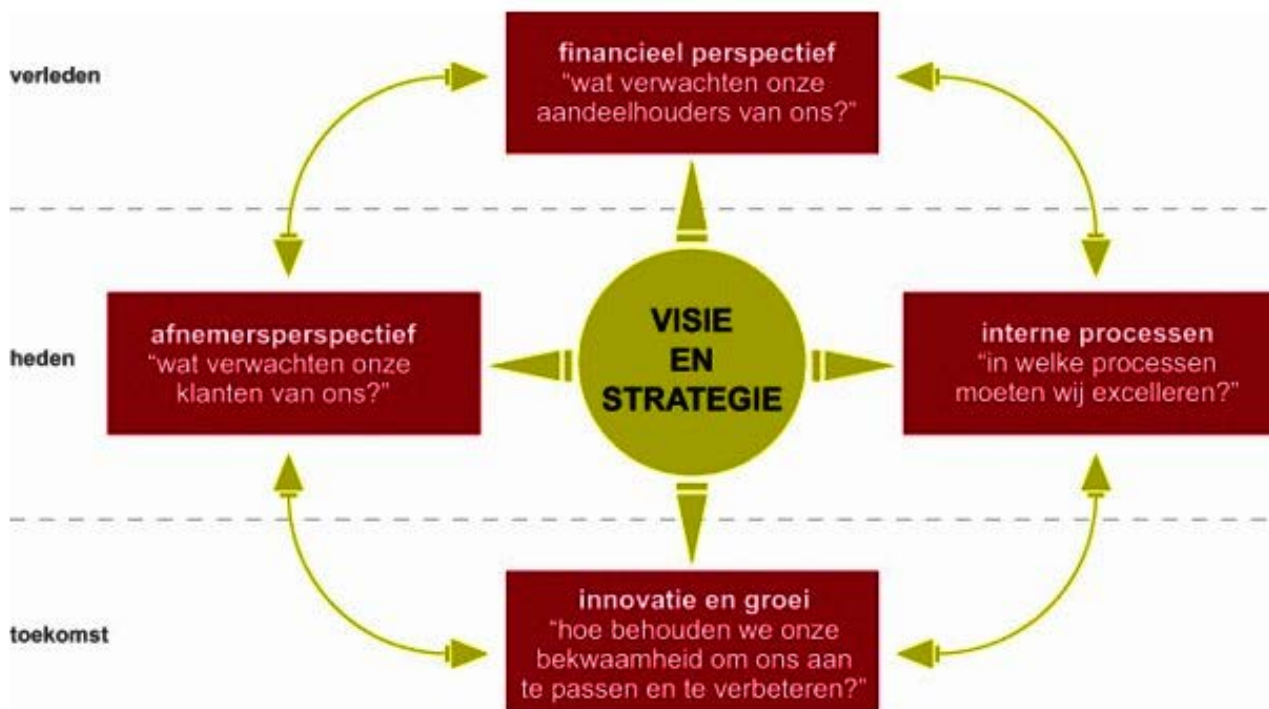 verleden
financieel perspectief
“wat verwachten onze
aandeelhouders van ons?”
heden
afnemersperspectief
“wat verwachten onze
klanten van ons?”
VISIE
EN
STRATEGIE
interne processen
“in welke processen
moeten wij excelleren?”
toekomst
innovatie en groei
“hoe behouden we onze
bekwaamheid om ons aan
te passen en te verbeteren?”